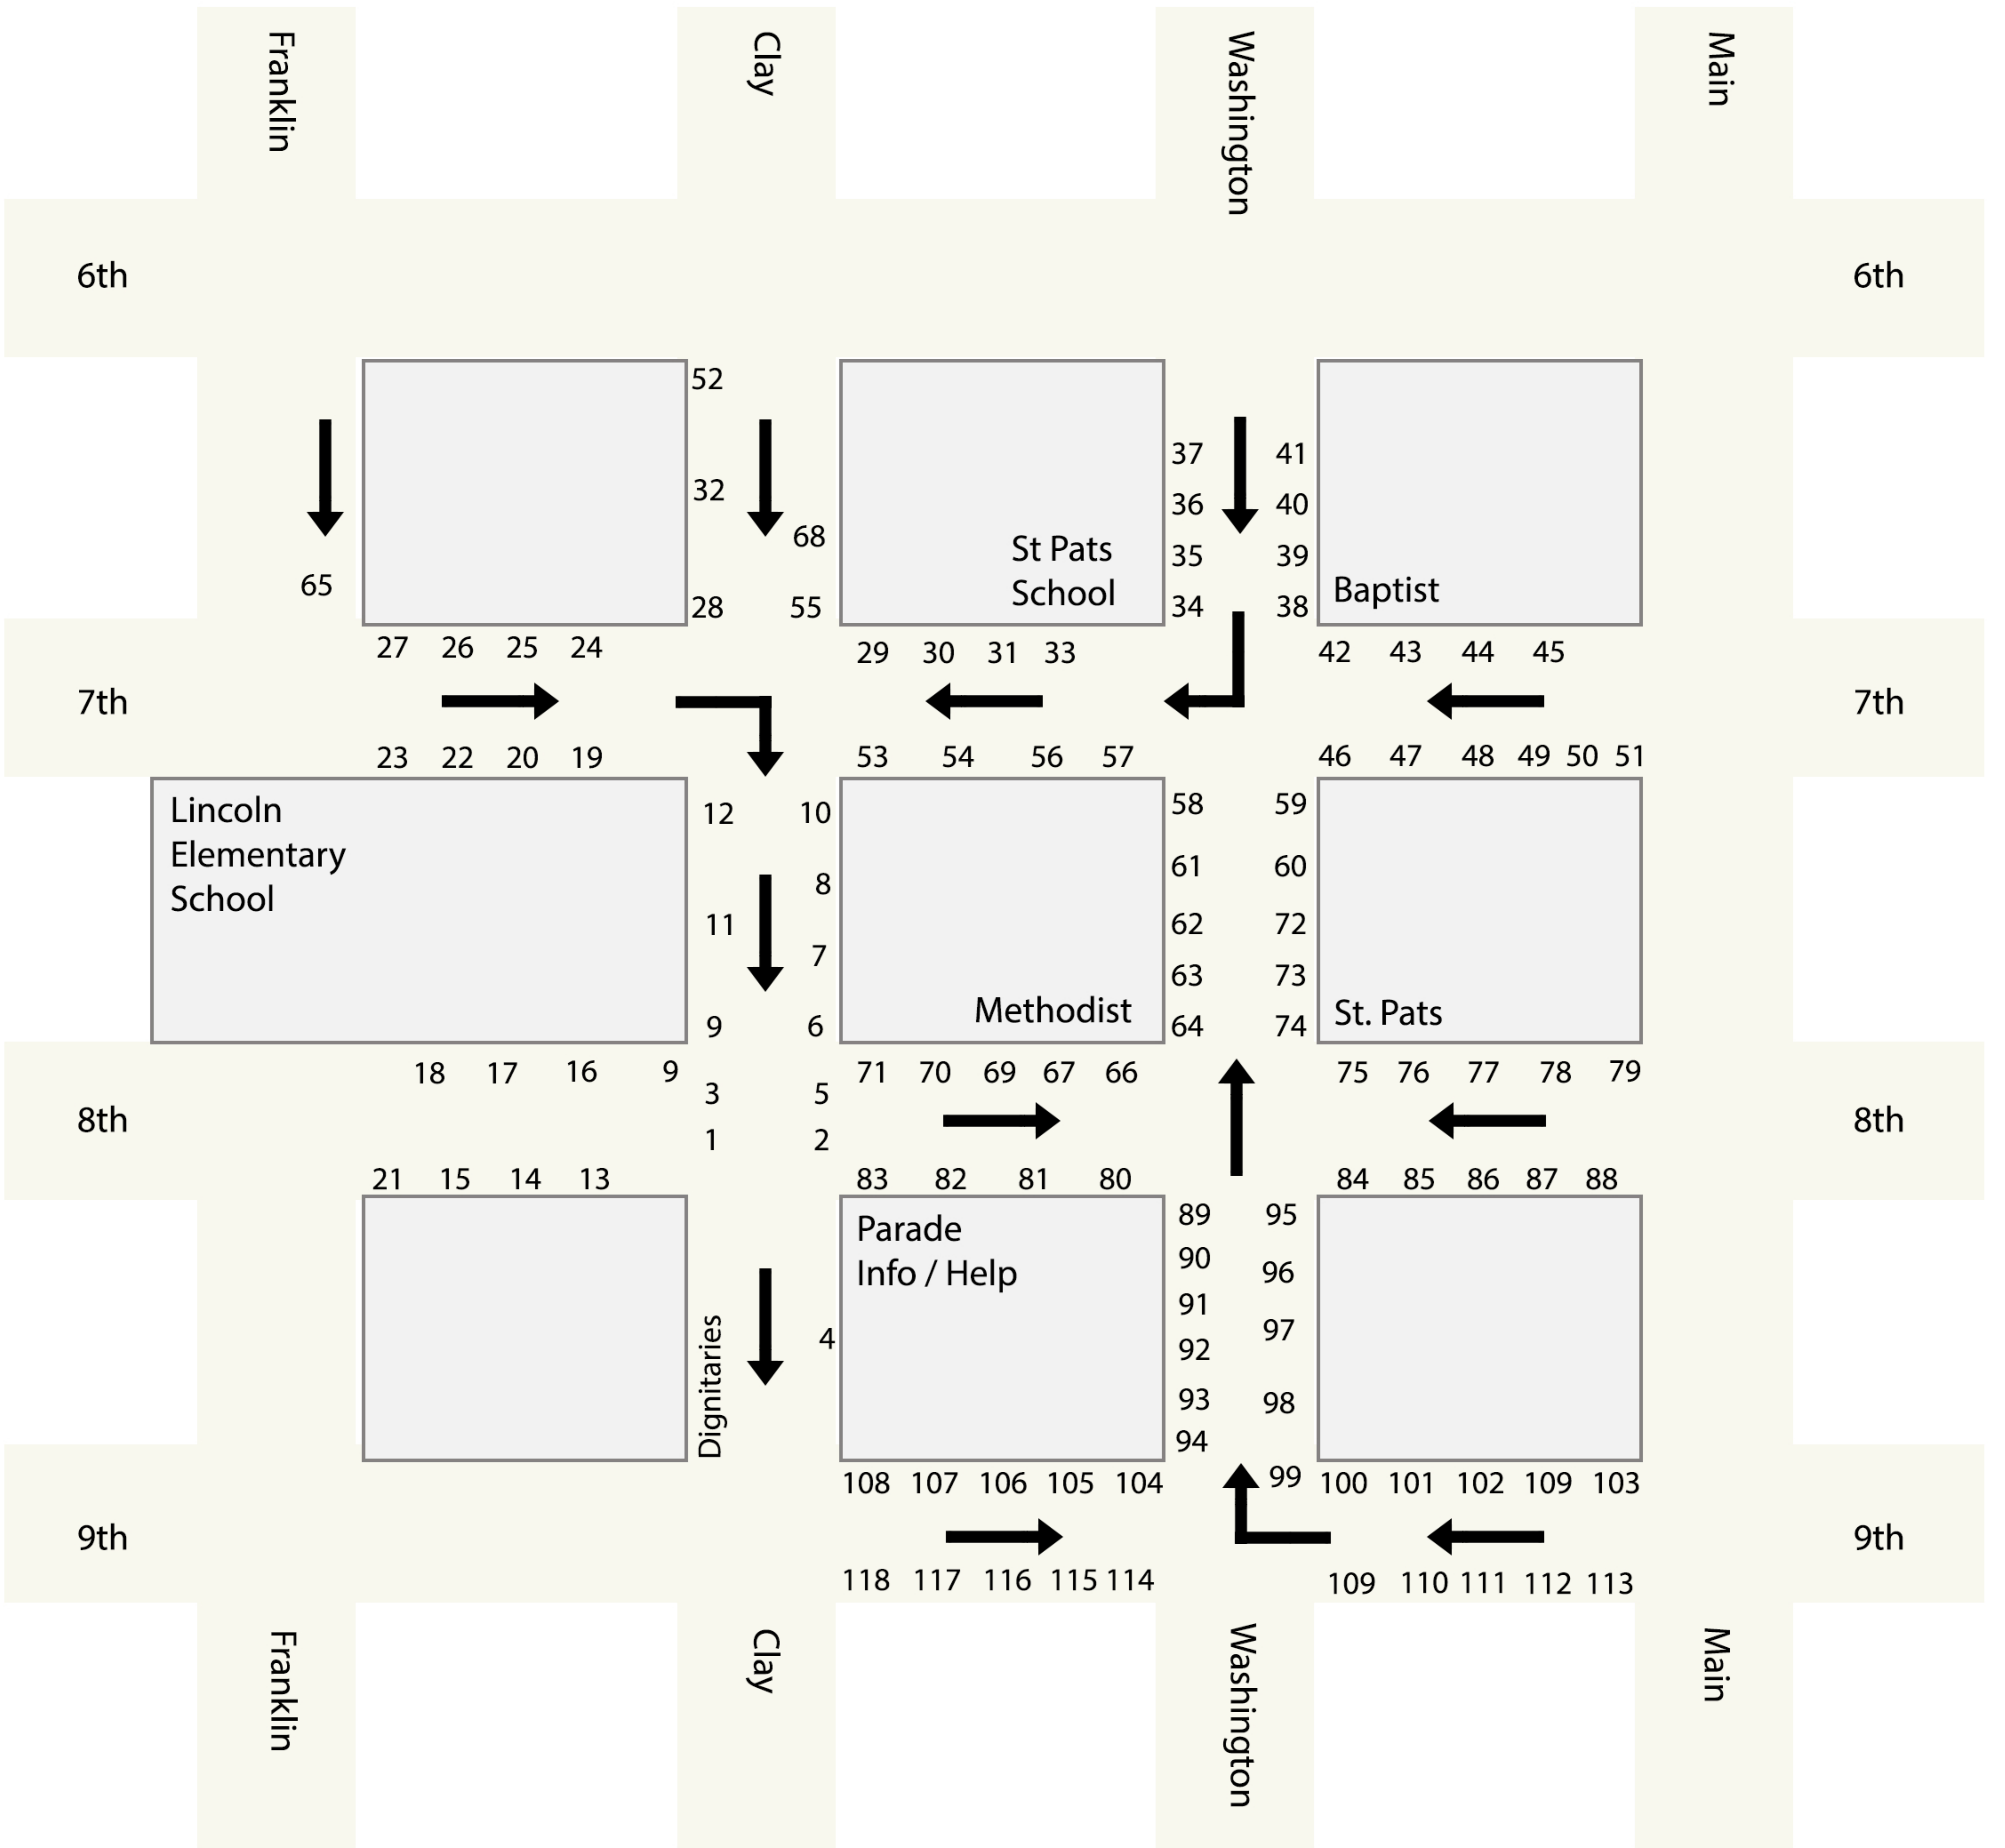 Franklin
Clay
Washington
Main
6th
6th
52
37 41
32
36 40
68
St Pats
School
35 39
65
28 55
34 38
Baptist
27 26 25 24
29 30 31 33
42 43 44 45
7th
7th
23 22 20 19
53 54 56 57
46 47 48 49 50 51
Lincoln
Elementary
School
12 10
58 59
8
61 60
11
62 72
7
63 73
9 6
Methodist
64 74
St. Pats
18 17 16 9
71 70 69 67 66
75 76 77 78 79
3 5
8th
8th
1 2
21 15 14 13
83 82 81 80
84 85 86 87 88
Parade
Info / Help
89 95
90 96
91 97
4
92
Dignitaries
93 98
94
99
108 107 106 105 104
100 101 102 109 103
9th
9th
118 117 116 115 114
109 110 111 112 113
Franklin
Clay
Washington
Main